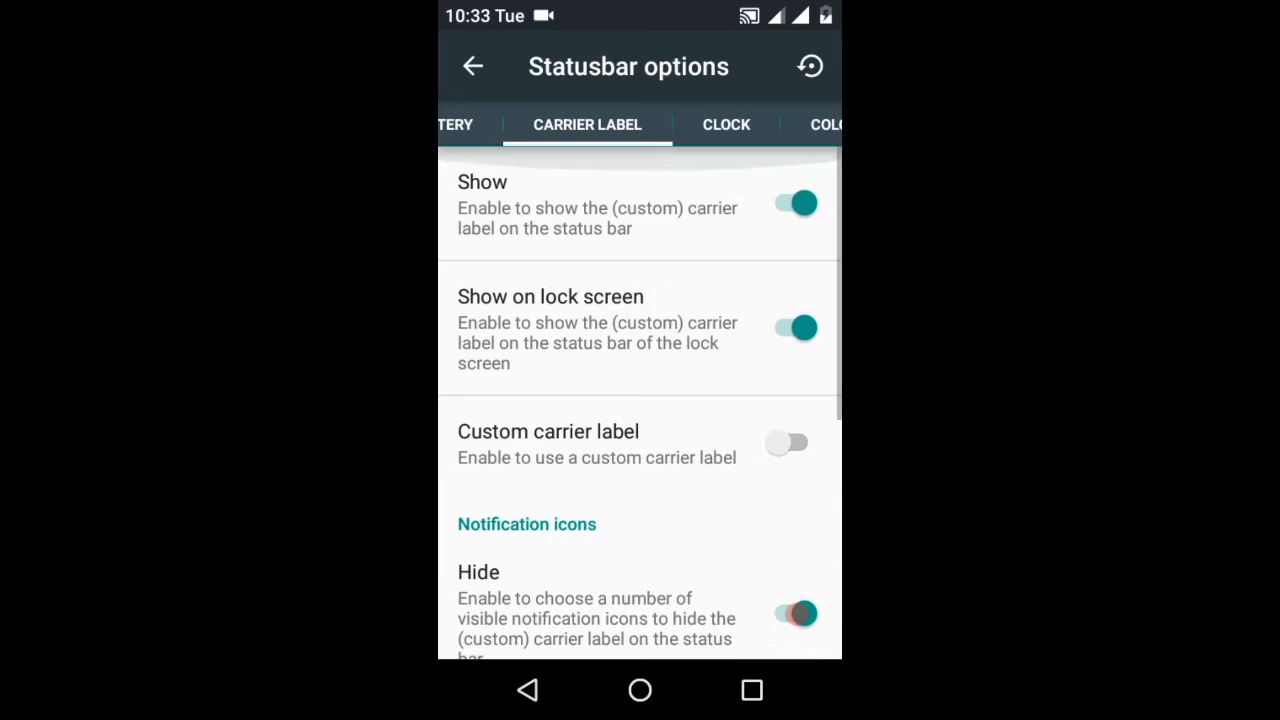 10:33 Tue
Statusbar options
TERY
CARRIER LABEL
CLOCK
COLO
Show
Enable to show the (custom) carrier
label on the status bar
Show on lock screen
Enable to show the (custom) carrier
label on the status bar of the lock
screen
Custom carrier label
Enable to use a custom carrier label
Notification icons
Hide
Enable to choose a number of
visible notification icons to hide the
(custom) carrier label on the status
bar